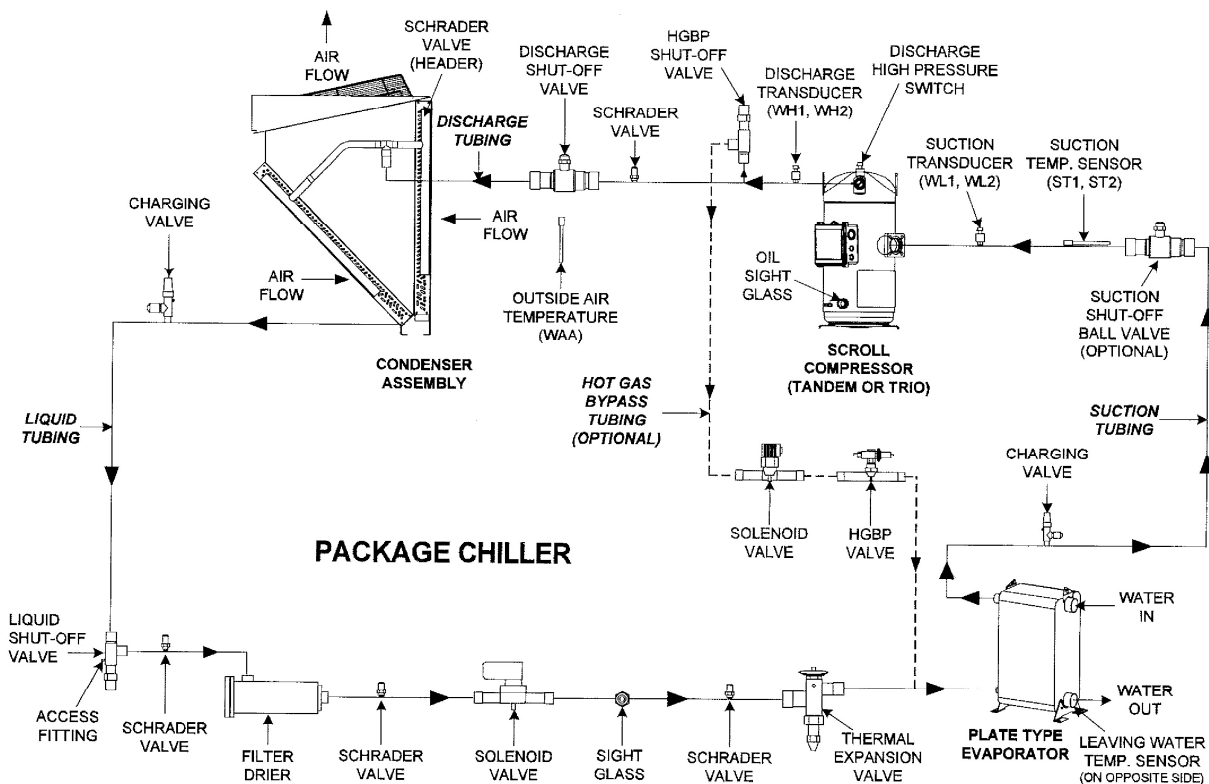 AIR
FLOW
SCHRADER
VALVE
(HEADER)
DISCHARGE
SHUT-OFF
VALVE
HGBP
SHUT-OFF
VALVE
DISCHARGE
TRANSDUCER
(WH1, WH2)
DISCHARGE
HIGH PRESSURE
SWITCH
DISCHARGE
TUBING
SCHRADER
VALVE
SUCTION
TRANSDUCER
(WL1, WL2)
SUCTION
TEMP. SENSOR
(ST1, ST2)
CHARGING
VALVE
AIR
FLOW
AIR
FLOW
OUTSIDE AIR
TEMPERATURE
(WAA)
OIL
SIGHT
GLASS
SUCTION
SHUT-OFF
BALL VALVE
(OPTIONAL)
CONDENSER
ASSEMBLY
SCROLL
COMPRESSOR
(TANDEM OR TRIO)
LIQUID
TUBING
HOT GAS
BYPASS
TUBING
(OPTIONAL)
SUCTION
TUBING
CHARGING
VALVE
SOLENOID
VALVE
HGBP
VALVE
PACKAGE CHILLER
WATER
IN
LIQUID
SHUT-OFF
VALVE
ACCESS
FITTING
SCHRADER
VALVE
FILTER
DRIER
SCHRADER
VALVE
SOLENOID
VALVE
SIGHT
GLASS
SCHRADER
VALVE
THERMAL
EXPANSION
VALVE
PLATE TYPE
EVAPORATOR
WATER
OUT
LEAVING WATER
TEMP. SENSOR
(ON OPPOSITE SIDE)